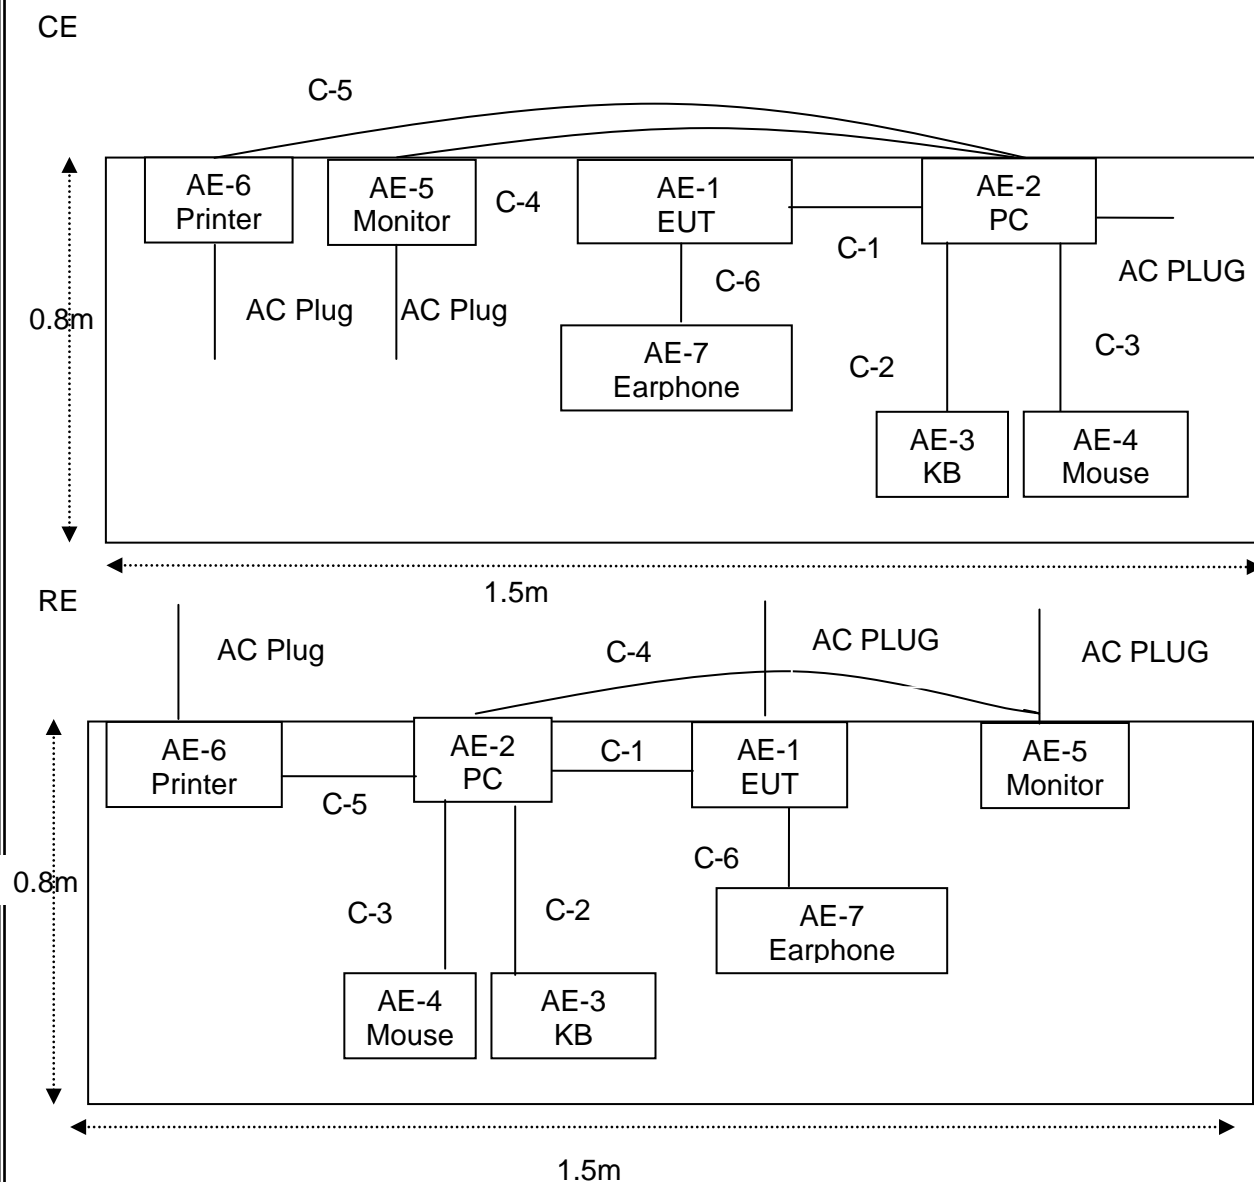 CE
C-5
AE-6
Printer
AE-5
Monitor
C-4
AE-1
EUT
AE-2
PC
C-1
AC PLUG
C-6
AC Plug
AC Plug
0.8m
AE-7
Earphone
C-2
C-3
AE-3
KB
AE-4
Mouse
1.5m
RE
AC Plug
C-4
AC PLUG
AC PLUG
AE-6
Printer
AE-2
PC
C-1
AE-1
EUT
AE-5
Monitor
C-5
C-6
0.8m
C-3
C-2
AE-7
Earphone
AE-4
Mouse
AE-3
KB
1.5m